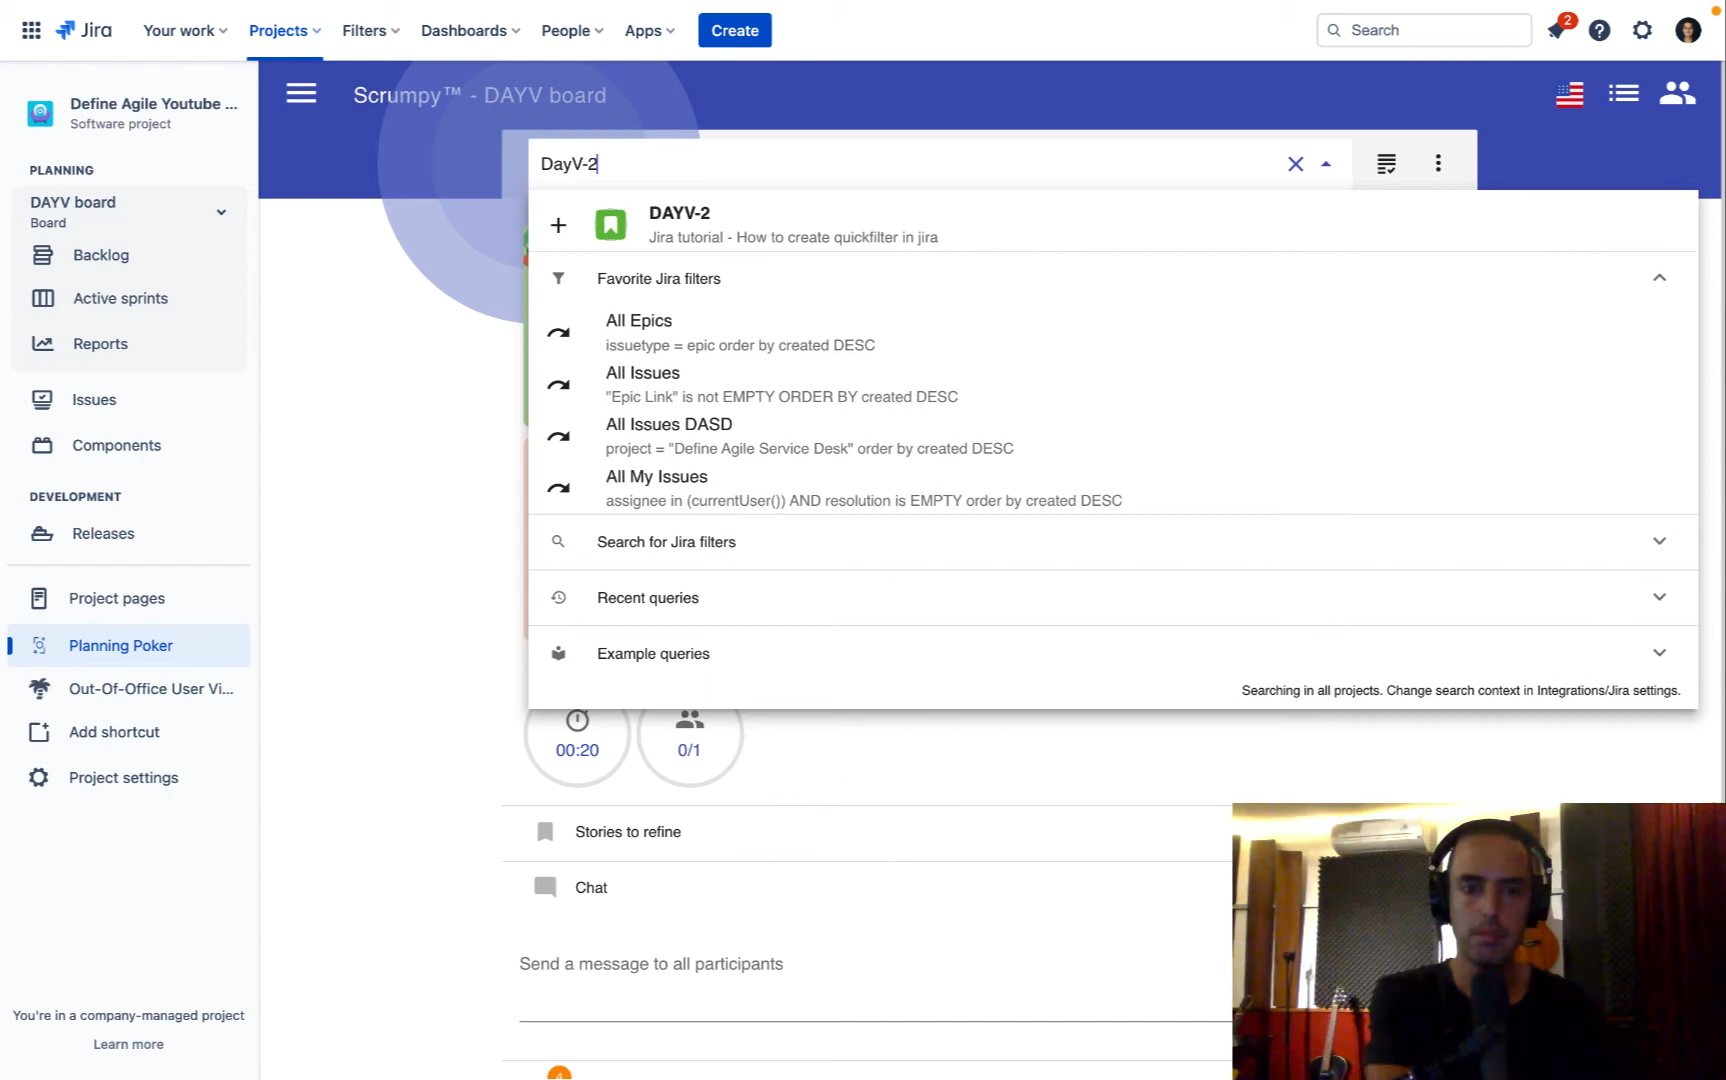 Jira
Your work
Projects
Filters
Dashboards
People
Apps
Create
Search
2
Define Agile Youtube ...
Software project
PLANNING
DAYV board
Board
Backlog
Active sprints
Reports
Issues
Components
DEVELOPMENT
Releases
Project pages
Planning Poker
Out-Of-Office User Vi...
Add shortcut
Project settings
You're in a company-managed project
Learn more
Scrumpy™ - DAYV board
DayV-2
DAYV-2
Jira tutorial - How to create quickfilter in jira
Favorite Jira filters
All Epics
issuetype = epic order by created DESC
All Issues
"Epic Link" is not EMPTY ORDER BY created DESC
All Issues DASD
project = "Define Agile Service Desk" order by created DESC
All My Issues
assignee in (currentUser()) AND resolution is EMPTY order by created DESC
Search for Jira filters
Recent queries
Example queries
Searching in all projects. Change search context in Integrations/Jira settings.
00:20
0/1
Stories to refine
Chat
Send a message to all participants
4